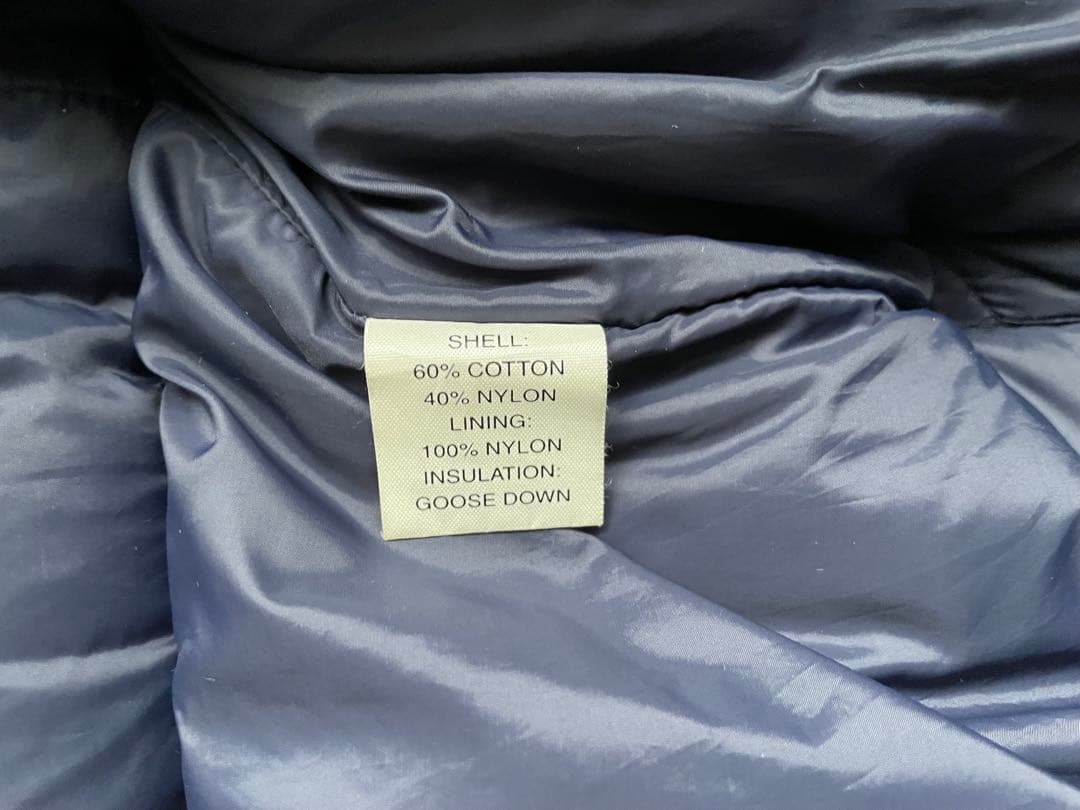 SHELL:
60% COTTON
40% NYLON
LINING:
100% NYLON
INSULATION:
GOOSE DOWN